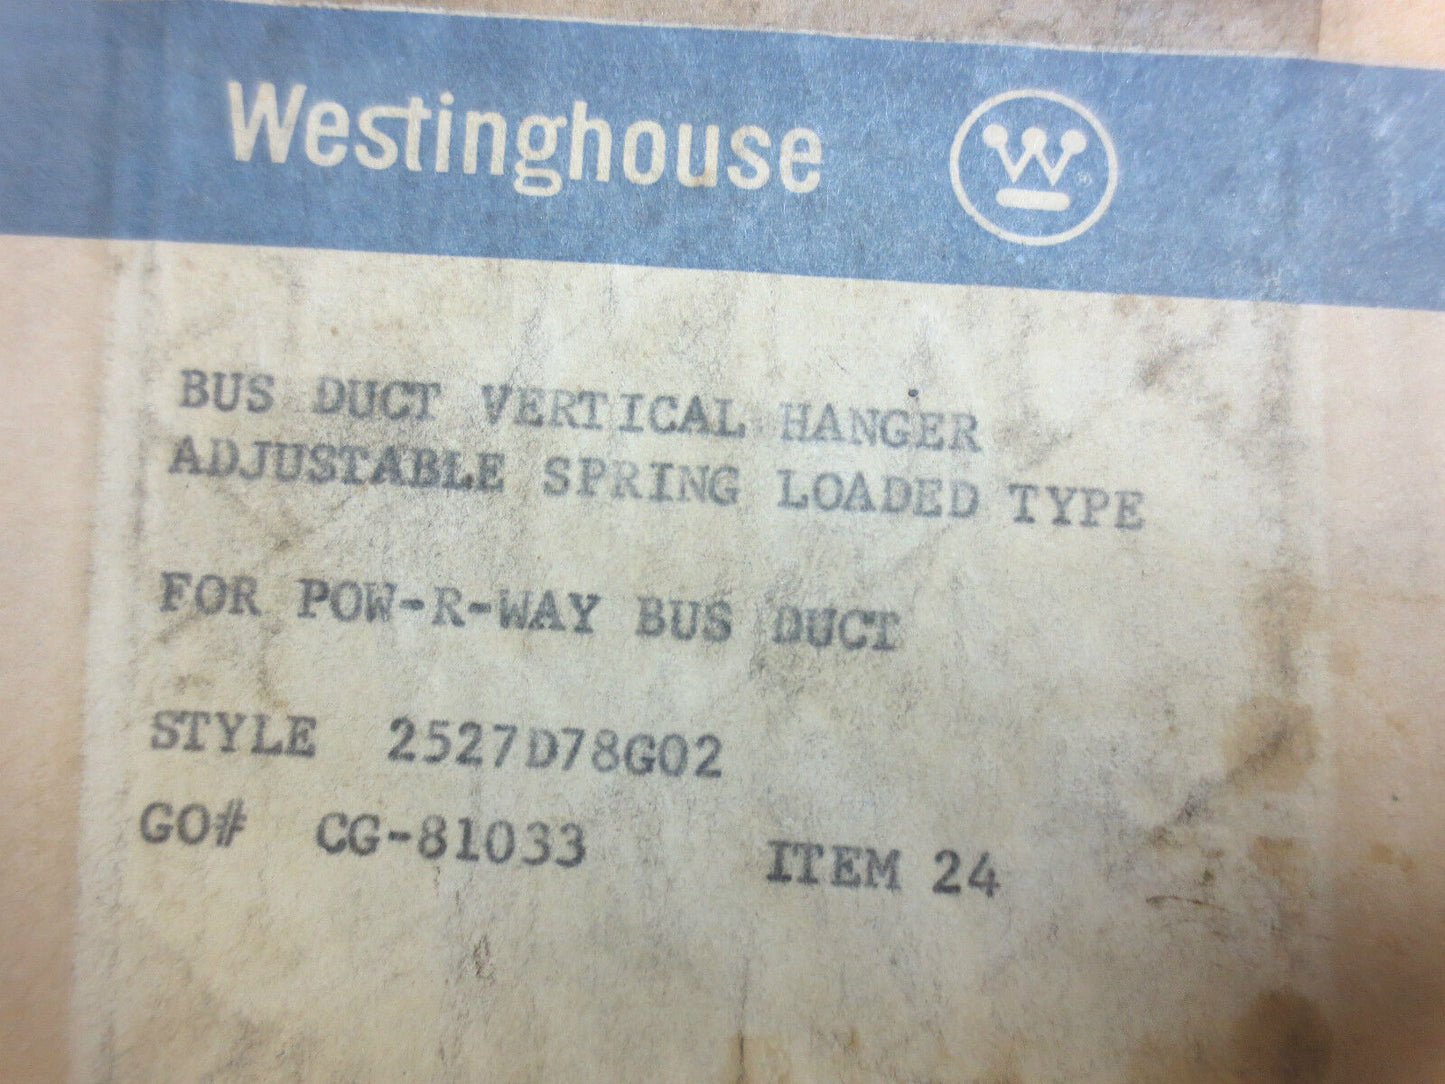 Westinghouse W ®
BUS DUCT VERTICAL HANGER
ADJUSTABLE SPRING LOADED TYPE
FOR POW-R-WAY BUS DUCT
STYLE 2527D78G02
GO# CG-81033 ITEM 24